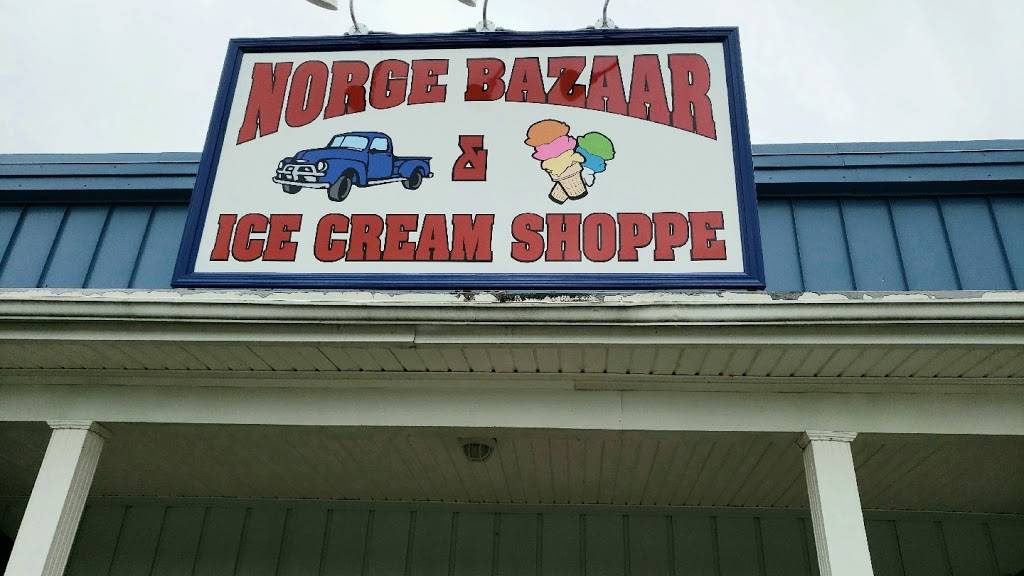 NORGE BAZAAR
&
ICE CREAM SHOPPE